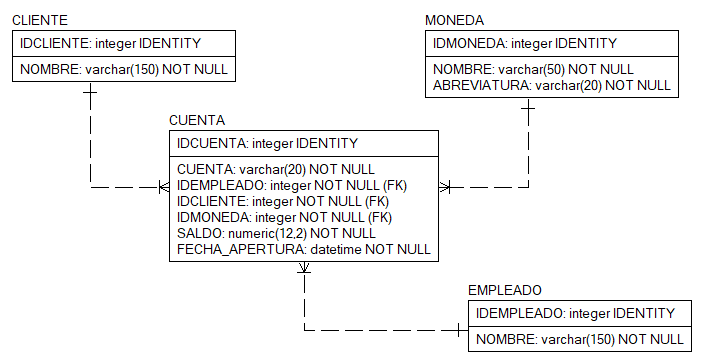 CLIENTE
IDCLIENTE: integer IDENTITY
NOMBRE: varchar(150) NOT NULL
MONEDA
IDMONEDA: integer IDENTITY
NOMBRE: varchar(50) NOT NULL
ABREVIATURA: varchar(20) NOT NULL
CUENTA
IDCUENTA: integer IDENTITY
CUENTA: varchar(20) NOT NULL
IDEMPLEADO: integer NOT NULL (FK)
IDCLIENTE: integer NOT NULL (FK)
IDMONEDA: integer NOT NULL (FK)
SALDO: numeric(12,2) NOT NULL
FECHA_APERTURA: datetime NOT NULL
EMPLEADO
IDEMPLEADO: integer IDENTITY
NOMBRE: varchar(150) NOT NULL